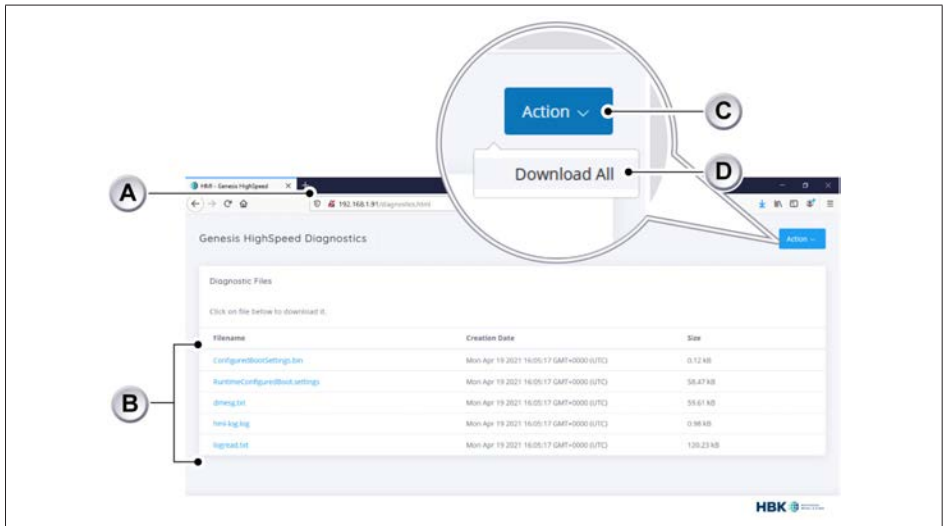 Action
C
Download All
D
A
HMI - Genesis HighSpeed
192.168.1.91/diagnostics.html
Genesis HighSpeed Diagnostics
Action
Diagnostic Files
Click on file below to download it.
Filename Creation Date Size
ConfiguredBootSettings.bin Mon Apr 19 2021 16:05:17 GMT+0000 (UTC) 0.12 kB
RuntimeConfiguredBoot.settings Mon Apr 19 2021 16:05:17 GMT+0000 (UTC) 58.47 kB
B
dmesg.txt Mon Apr 19 2021 16:05:17 GMT+0000 (UTC) 59.61 kB
hmi-log.log Mon Apr 19 2021 16:05:17 GMT+0000 (UTC) 0.98 kB
logread.txt Mon Apr 19 2021 16:05:17 GMT+0000 (UTC) 120.23 kB
HBK